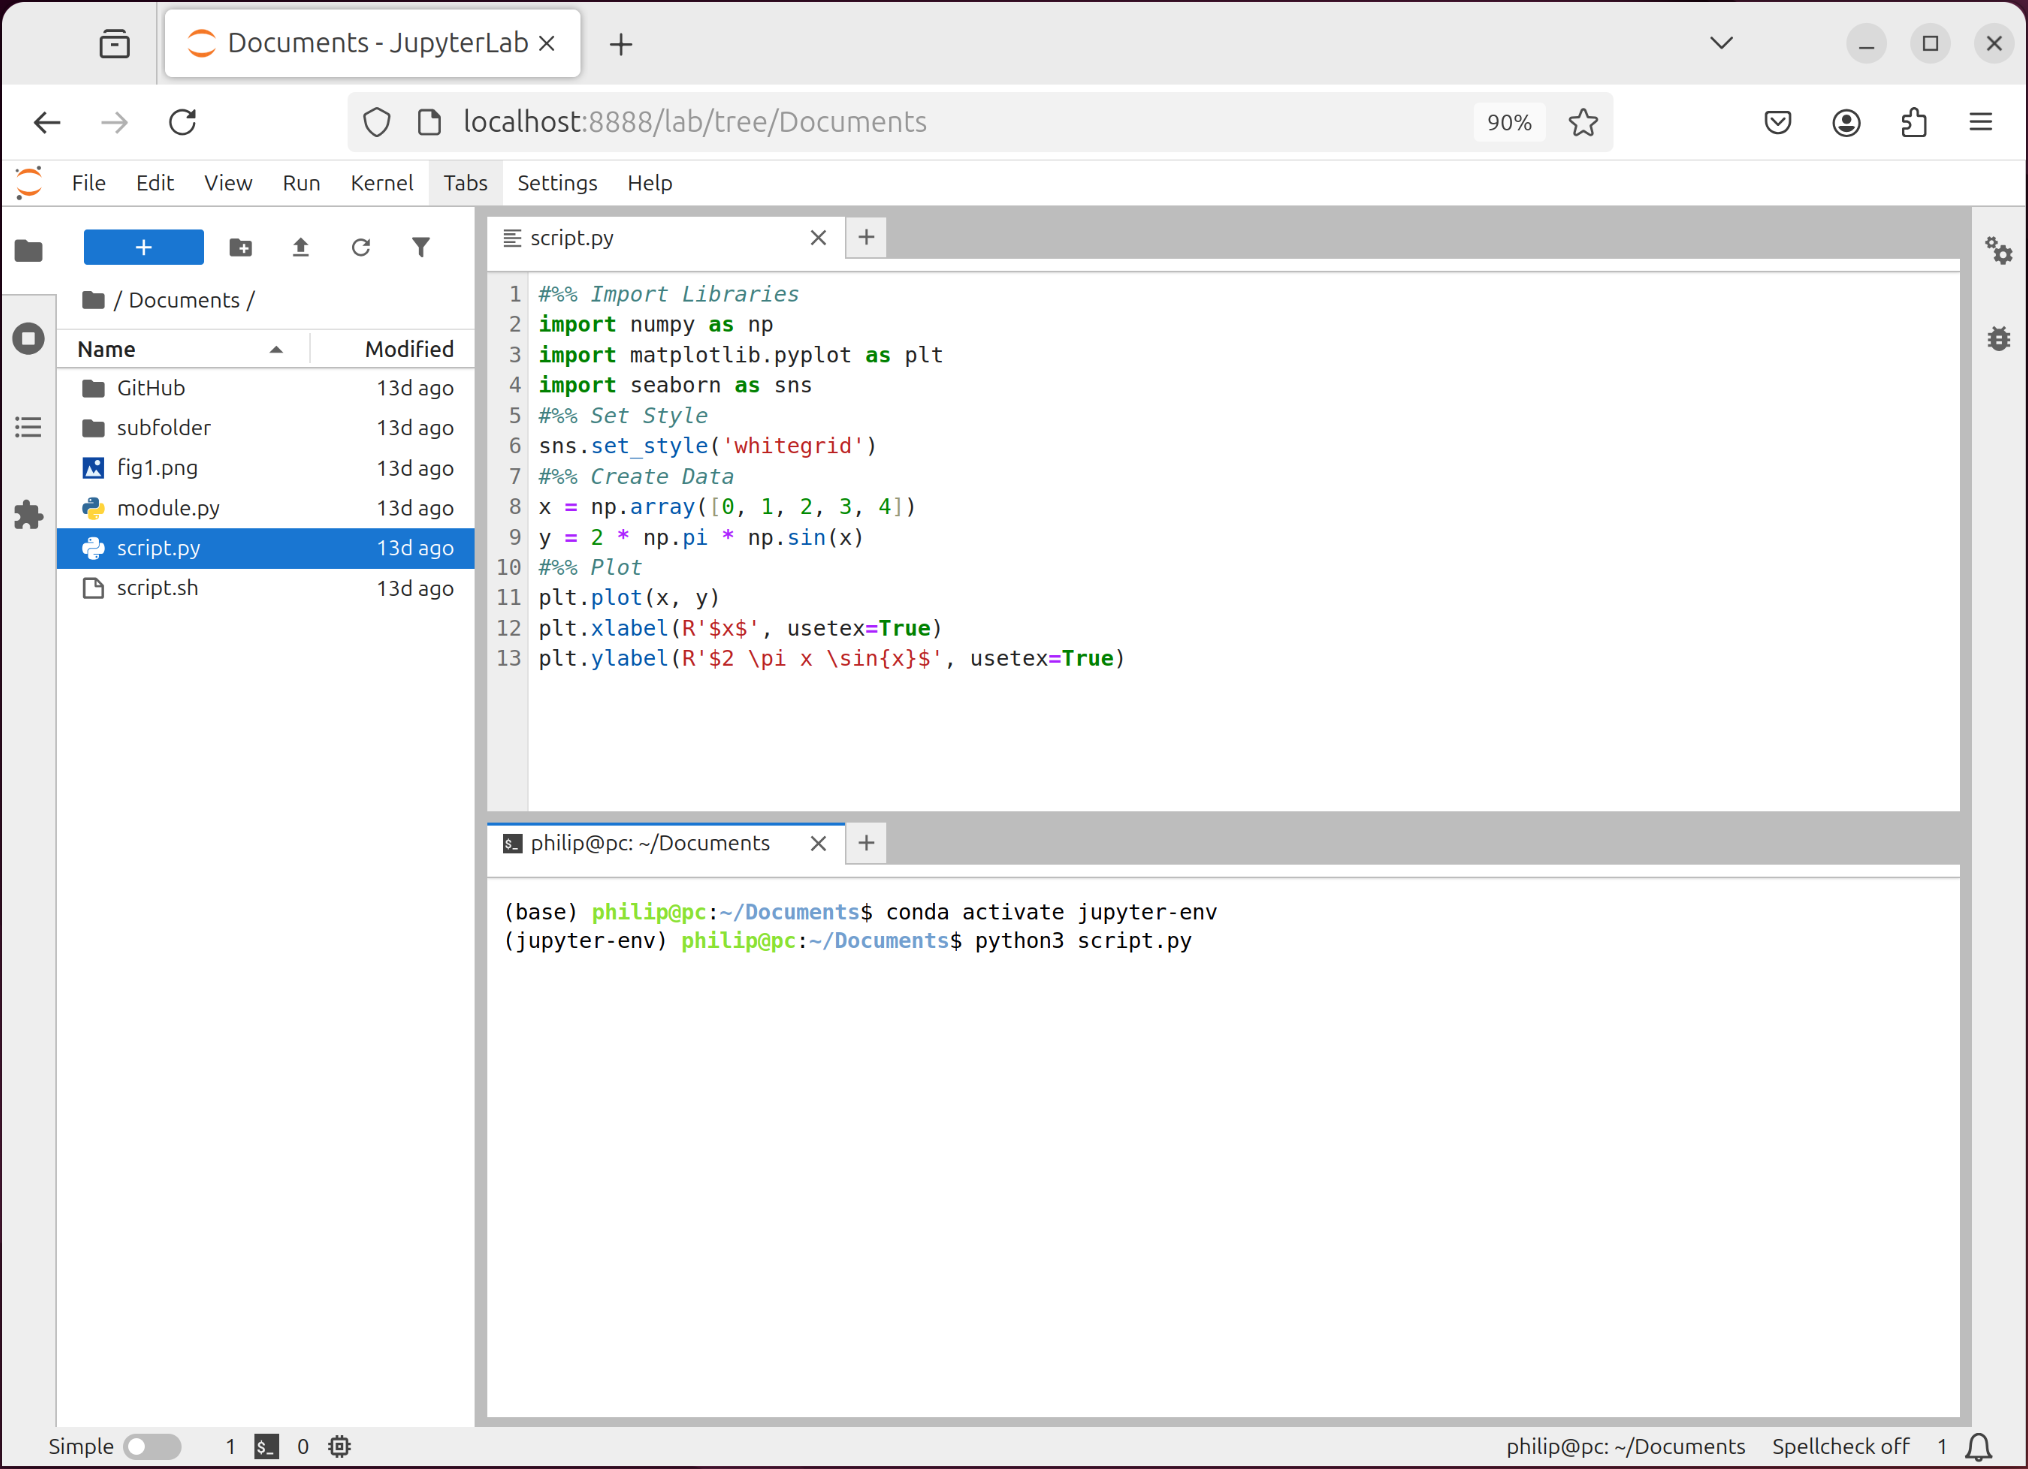 Documents - JupyterLab
localhost:8888/lab/tree/Documents
90%
File Edit View Run Kernel Tabs Settings Help
/ Documents /
Name Modified
GitHub 13d ago
subfolder 13d ago
fig1.png 13d ago
module.py 13d ago
script.py 13d ago
script.sh 13d ago
script.py
1 #%% Import Libraries
2 import numpy as np
3 import matplotlib.pyplot as plt
4 import seaborn as sns
5 #%% Set Style
6 sns.set_style('whitegrid')
7 #%% Create Data
8 x = np.array([0, 1, 2, 3, 4])
9 y = 2 * np.pi * np.sin(x)
10 #%% Plot
11 plt.plot(x, y)
12 plt.xlabel(R'$x$', usetex=True)
13 plt.ylabel(R'$2 \pi x \sin{x}$', usetex=True)
$_ philip@pc: ~/Documents
(base) philip@pc:~/Documents$ conda activate jupyter-env
(jupyter-env) philip@pc:~/Documents$ python3 script.py
Simple 1 $_ 0 philip@pc: ~/Documents Spellcheck off 1